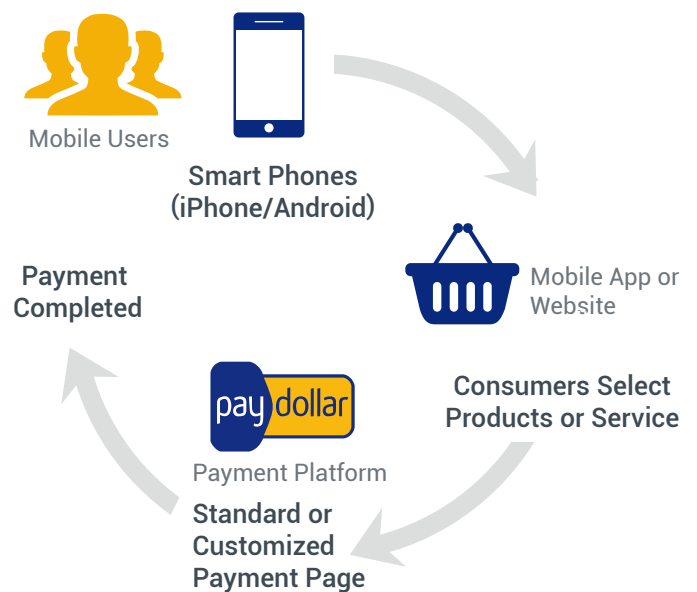 Mobile Users
Smart Phones
(iPhone/Android)
Mobile App or
Website
Consumers Select
Products or Service
pay dollar
Payment Platform
Standard or
Customized
Payment Page
Payment
Completed